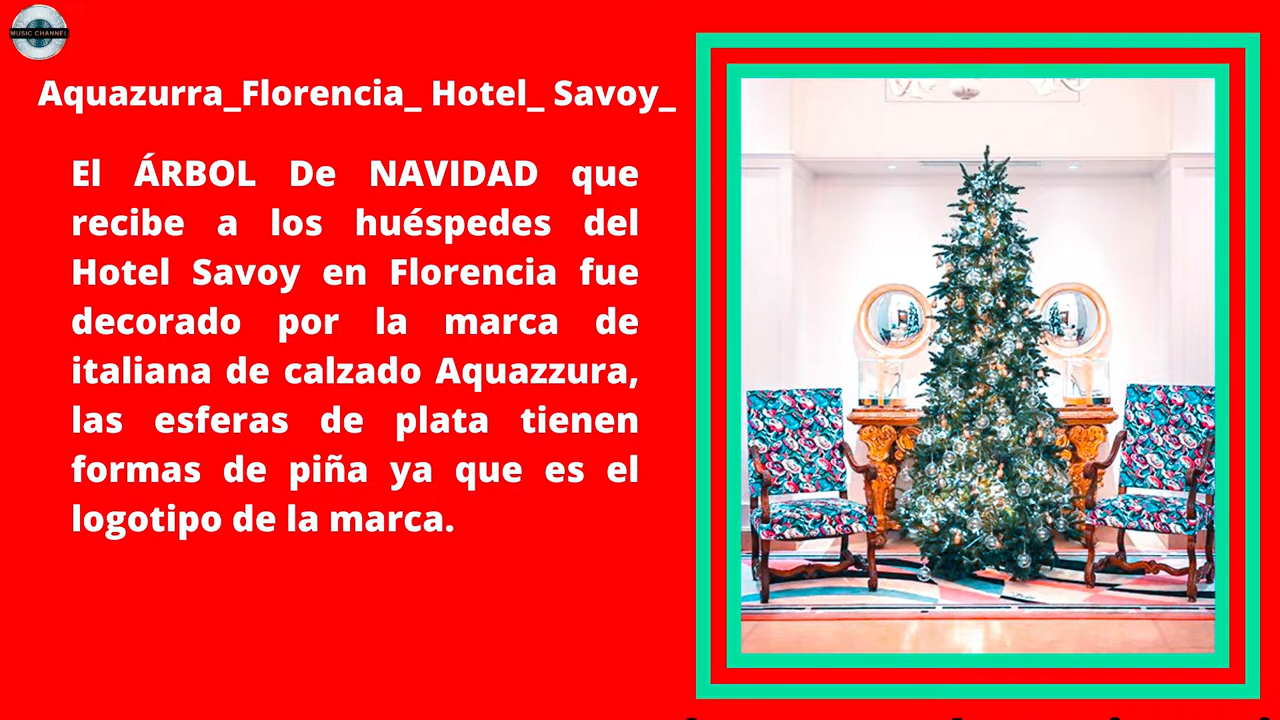 MUSIC CHANNEL
Aquazurra_Florencia_ Hotel_ Savoy_
El ÁRBOL De NAVIDAD que
recibe a los huéspedes del
Hotel Savoy en Florencia fue
decorado por la marca de
italiana de calzado Aquazzura,
las esferas de plata tienen
formas de piña ya que es el
logotipo de la marca.